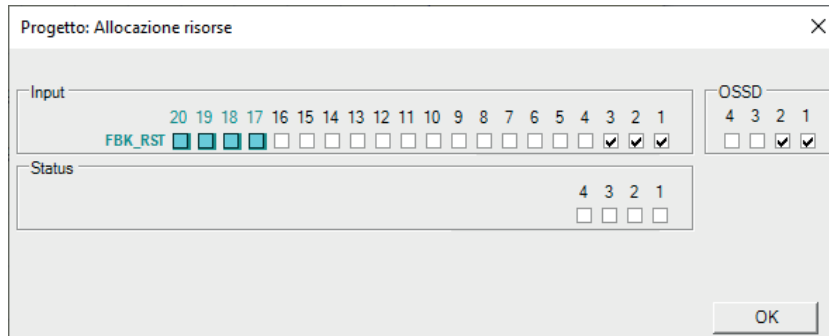 Progetto: Allocazione risorse
Input
20 19 18 17 16 15 14 13 12 11 10 9 8 7 6 5 4 3 2 1
FBK_RST
OSSD
4 3 2 1
Status
4 3 2 1
OK